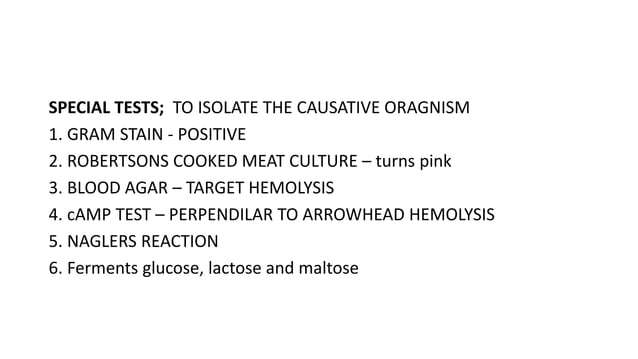 SPECIAL TESTS; TO ISOLATE THE CAUSATIVE ORAGNISM
1. GRAM STAIN - POSITIVE
2. ROBERTSONS COOKED MEAT CULTURE – turns pink
3. BLOOD AGAR – TARGET HEMOLYSIS
4. cAMP TEST – PERPENDILAR TO ARROWHEAD HEMOLYSIS
5. NAGLERS REACTION
6. Ferments glucose, lactose and maltose